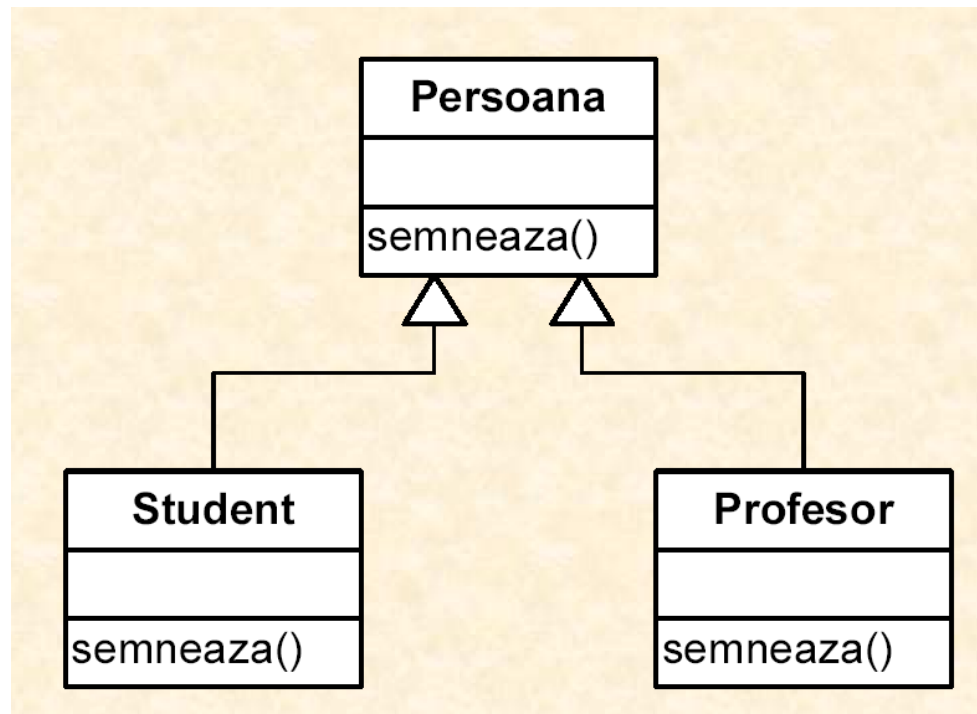 Persoana
semneaza()
Student
semneaza()
Profesor
semneaza()